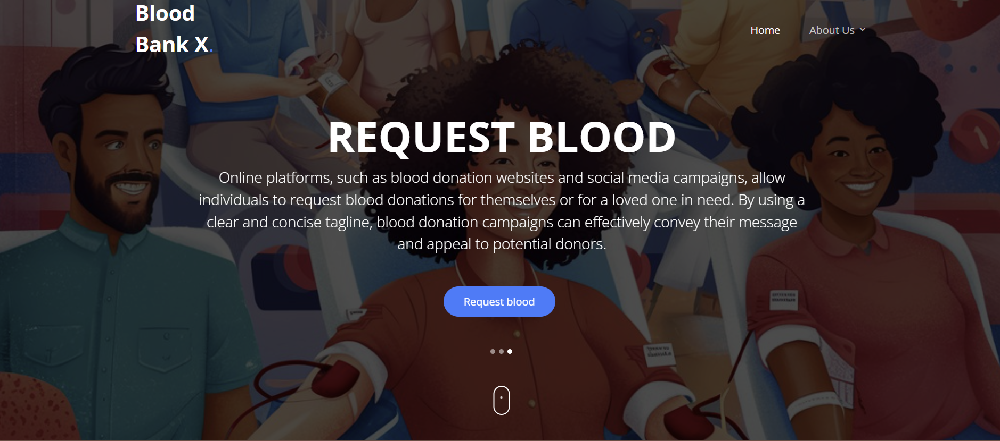 Blood
Bank X.
Home
About Us
REQUEST BLOOD
Online platforms, such as blood donation websites and social media campaigns, allow
individuals to request blood donations for themselves or for a loved one in need. By using a
clear and concise tagline, blood donation campaigns can effectively convey their message
and appeal to potential donors.
Request blood